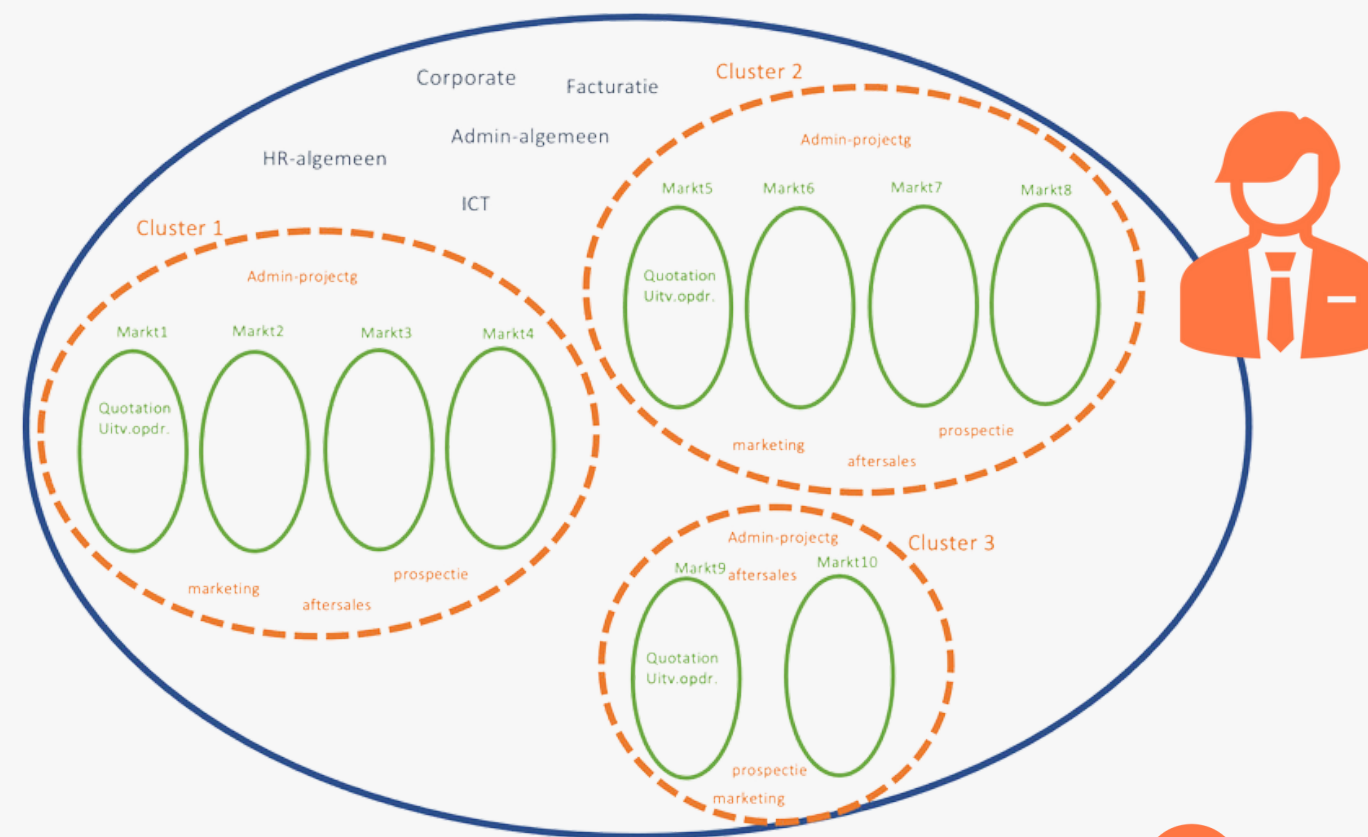 Corporate
Facturatie
Admin-algemeen
HR-algemeen
ICT
Cluster 1
Admin-projectg
Markt1
Markt2
Markt3
Markt4
Quotation
Uitv.opdr.
prospectie
marketing
aftersales
Cluster 2
Admin-projectg
Markt5
Markt6
Markt7
Markt8
Quotation
Uitv.opdr.
prospectie
marketing
aftersales
Cluster 3
Admin-projectg
Markt9
aftersales
Markt10
Quotation
Uitv.opdr.
prospectie
marketing